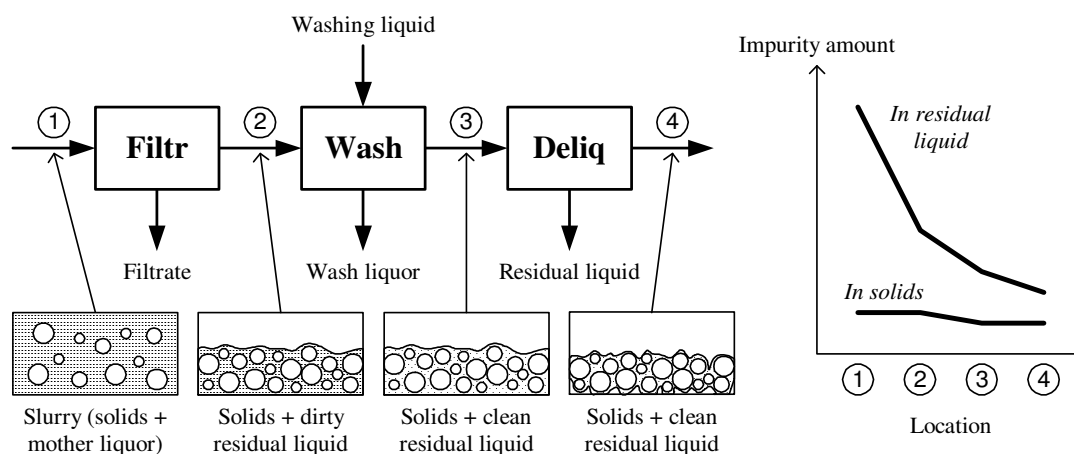 Washing liquid
1
2
3
4
Filtr
Wash
Deliq
Filtrate
Wash liquor
Residual liquid
Slurry (solids +
mother liquor)
Solids + dirty
residual liquid
Solids + clean
residual liquid
Solids + clean
residual liquid
Impurity amount
In residual
liquid
In solids
1
2
3
4
Location